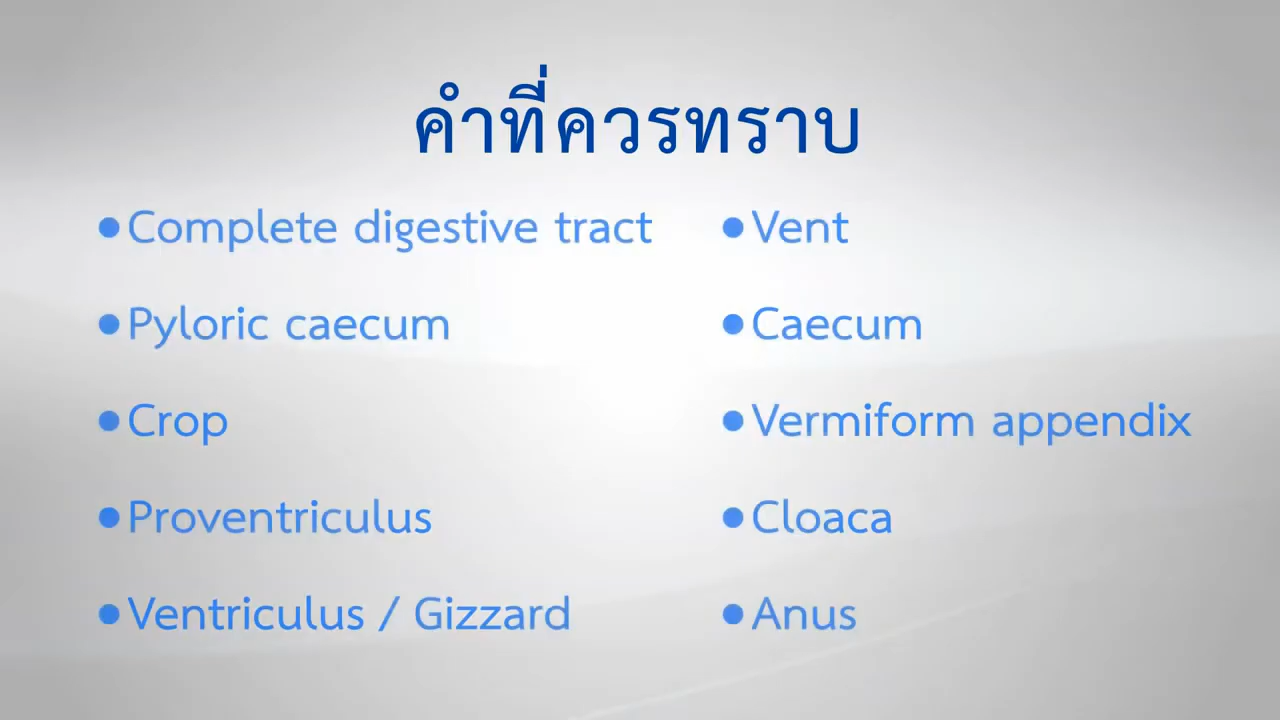 คำที่ควรทราบ
•Complete digestive tract
•Pyloric caecum
•Crop
•Proventriculus
•Ventriculus / Gizzard
•Vent
•Caecum
•Vermiform appendix
•Cloaca
•Anus